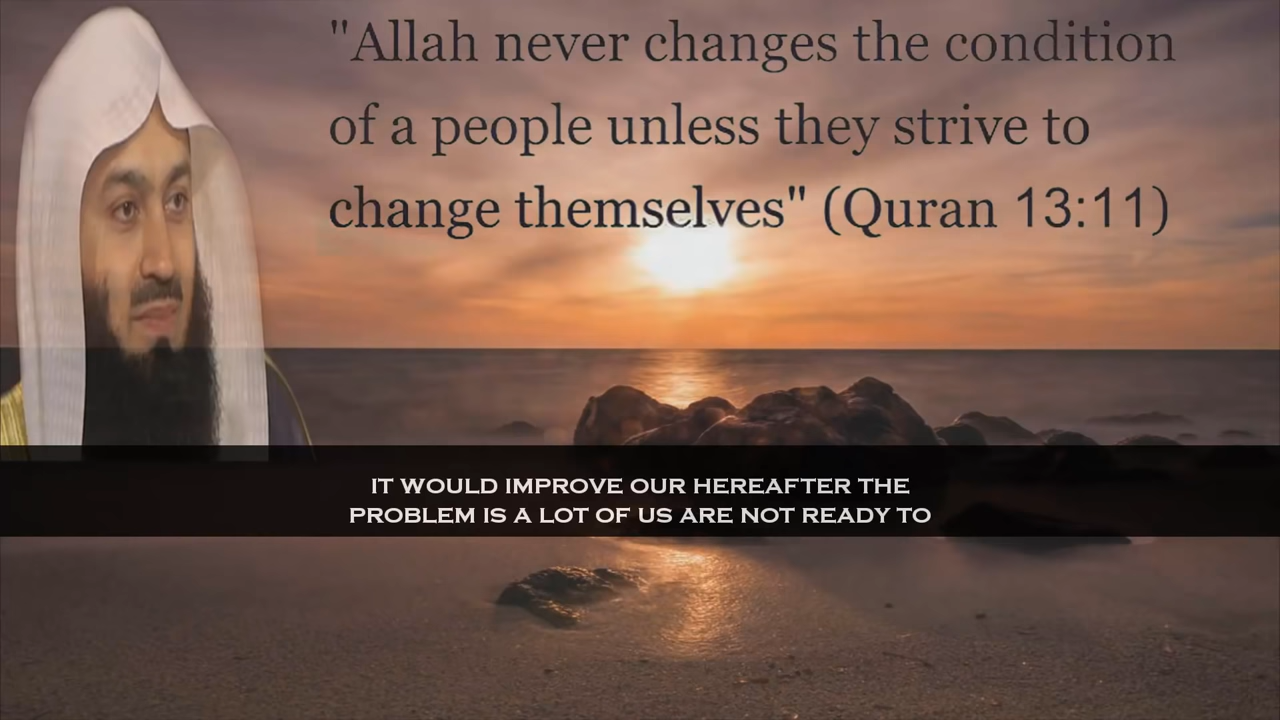 "Allah never changes the condition
of a people unless they strive to
change themselves" (Quran 13:11)
IT WOULD IMPROVE OUR HEREAFTER THE
PROBLEM IS A LOT OF US ARE NOT READY TO